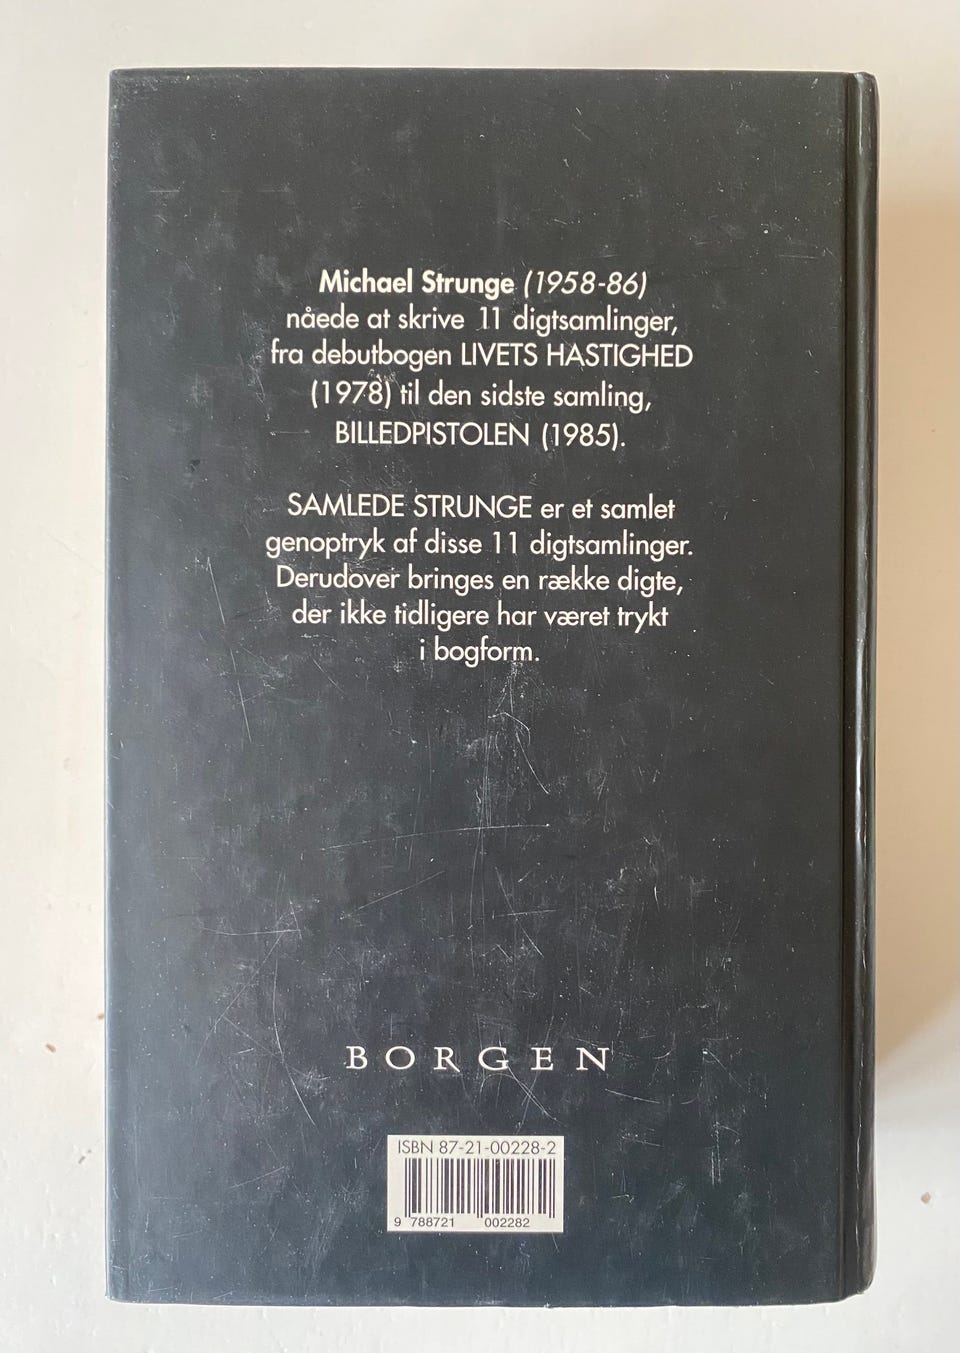 Michael Strunge (1958-86)
nåede at skrive 11 digtsamlinger,
fra debutbogen LIVETS HASTIGHED
(1978) til den sidste samling,
BILLEDPISTOLEN (1985).
SAMLEDE STRUNGE er et samlet
genoptryk af disse 11 digtsamlinger.
Derudover bringes en række digte,
der ikke tidligere har været trykt
i bogform.
BORGEN
ISBN 87-21-00228-2
9 788721 002282